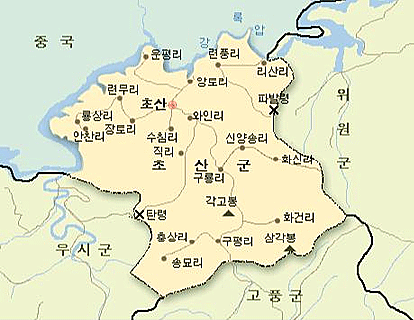 중국
압
록
강
운평리
련풍리
리산리
양토리
련무리
초산
와인리
파발령
위원군
룡상리
안찬리
장토리
수침리
직리
신양송리
화신리
초산군
구룡리
탄령
각고봉
화건리
우시군
충상리
구평리
삼각봉
송묘리
고풍군